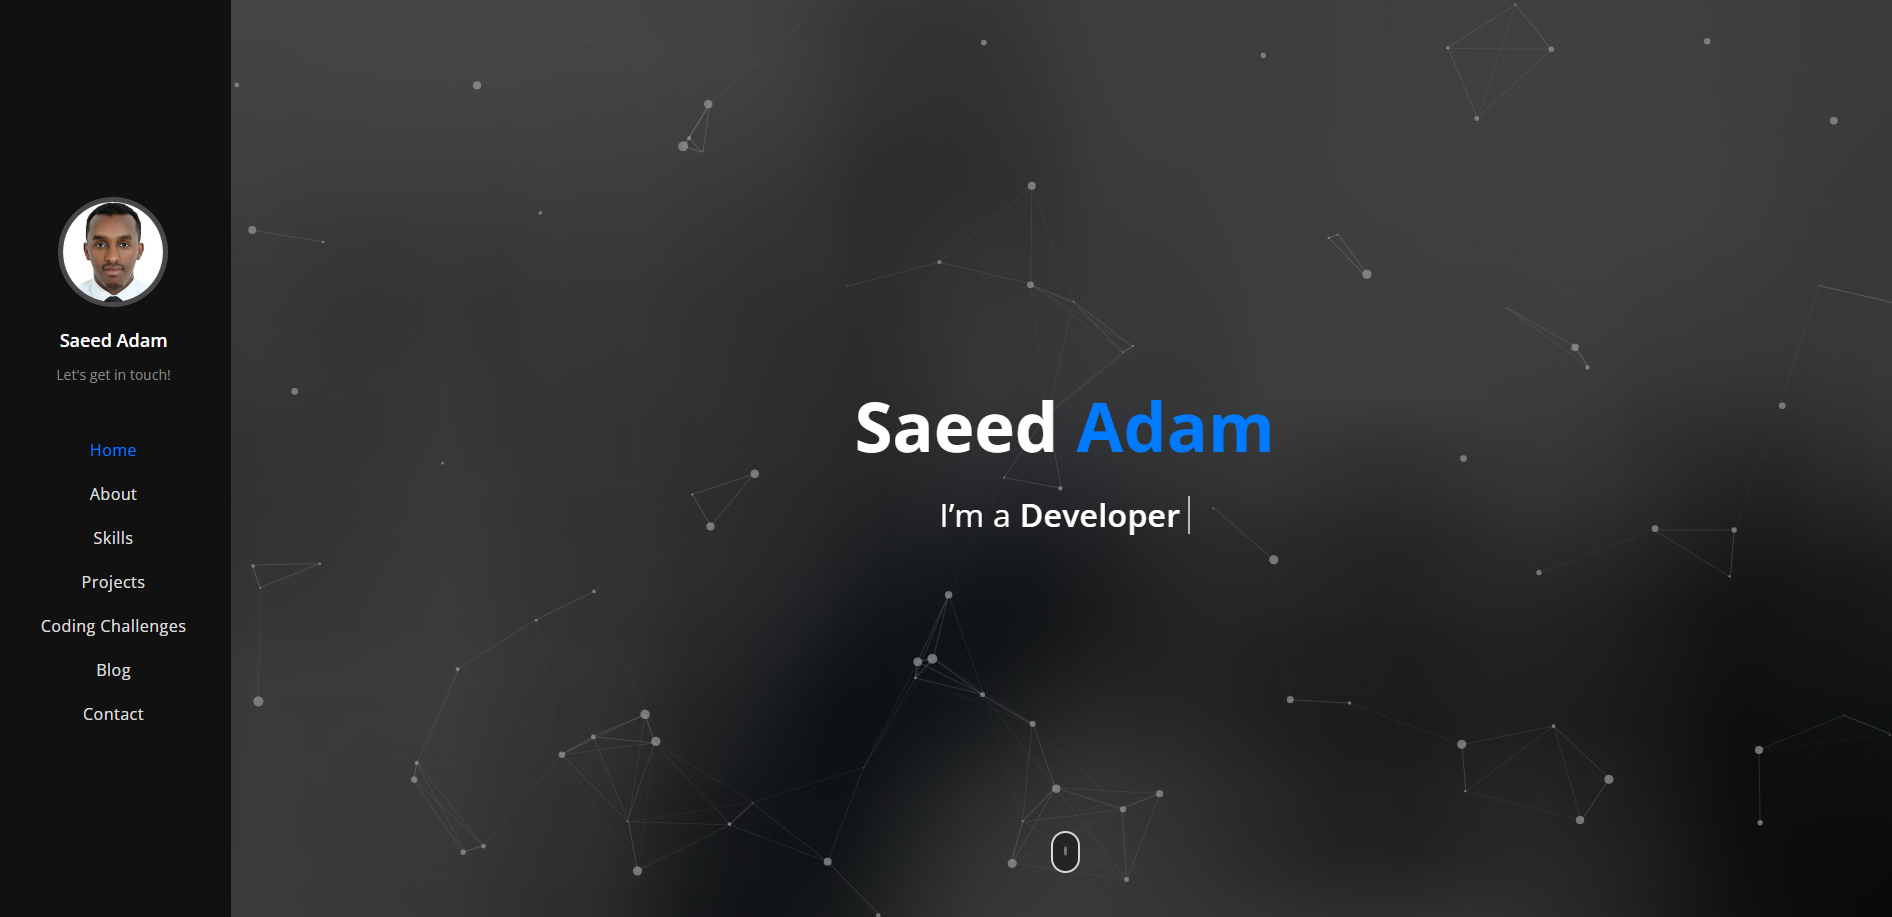 Saeed Adam
Let's get in touch!
Home
About
Skills
Projects
Coding Challenges
Blog
Contact
Saeed Adam
I’m a Developer